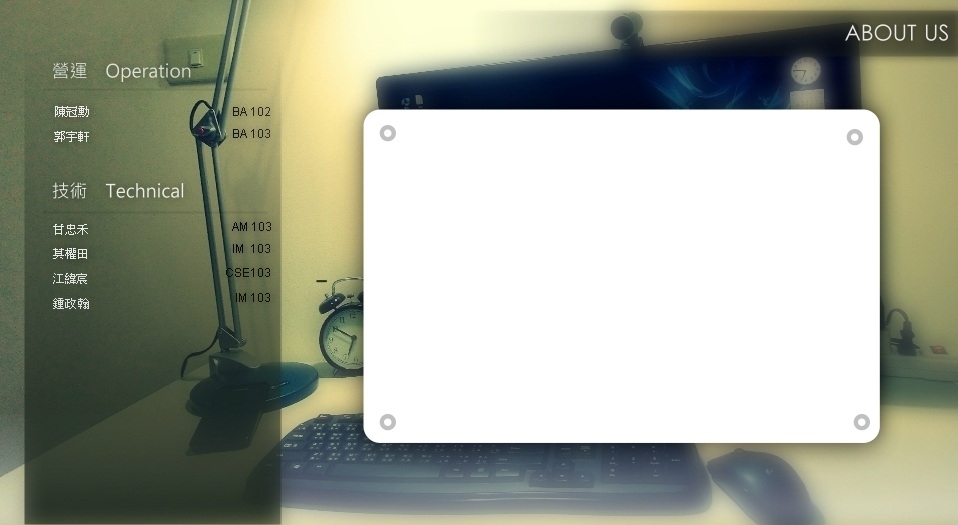 ABOUT US
營運 Operation
陳冠勳 BA 102
郭宇軒 BA 103
技術 Technical
甘忠禾 AM 103
其權田 IM 103
江緯宸 CSE103
鍾政翰 IM 103